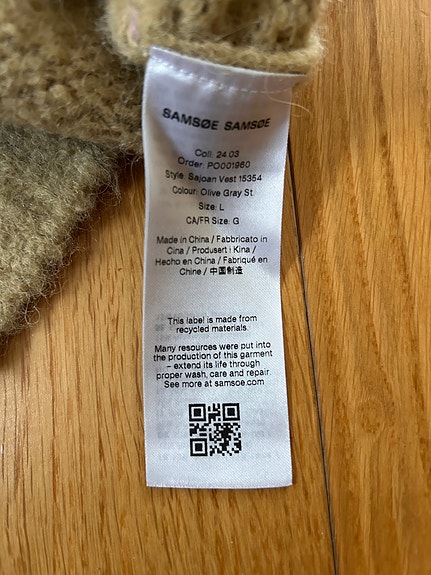 SAMSØE SAMSØE
Coll. 24.03
Order: PO001960
Style: Sajoan Vest 15354
Colour: Olive Gray St.
Size: L
CA/FR Size: G
Made in China / Fabbricato in
Cina / Produsert i Kina /
Hecho en China / Fabriqué en
Chine / 中国制造
This label is made from
recycled materials.
Many resources were put into
the production of this garment
– extend its life through
proper wash, care and repair.
See more at samsoe.com